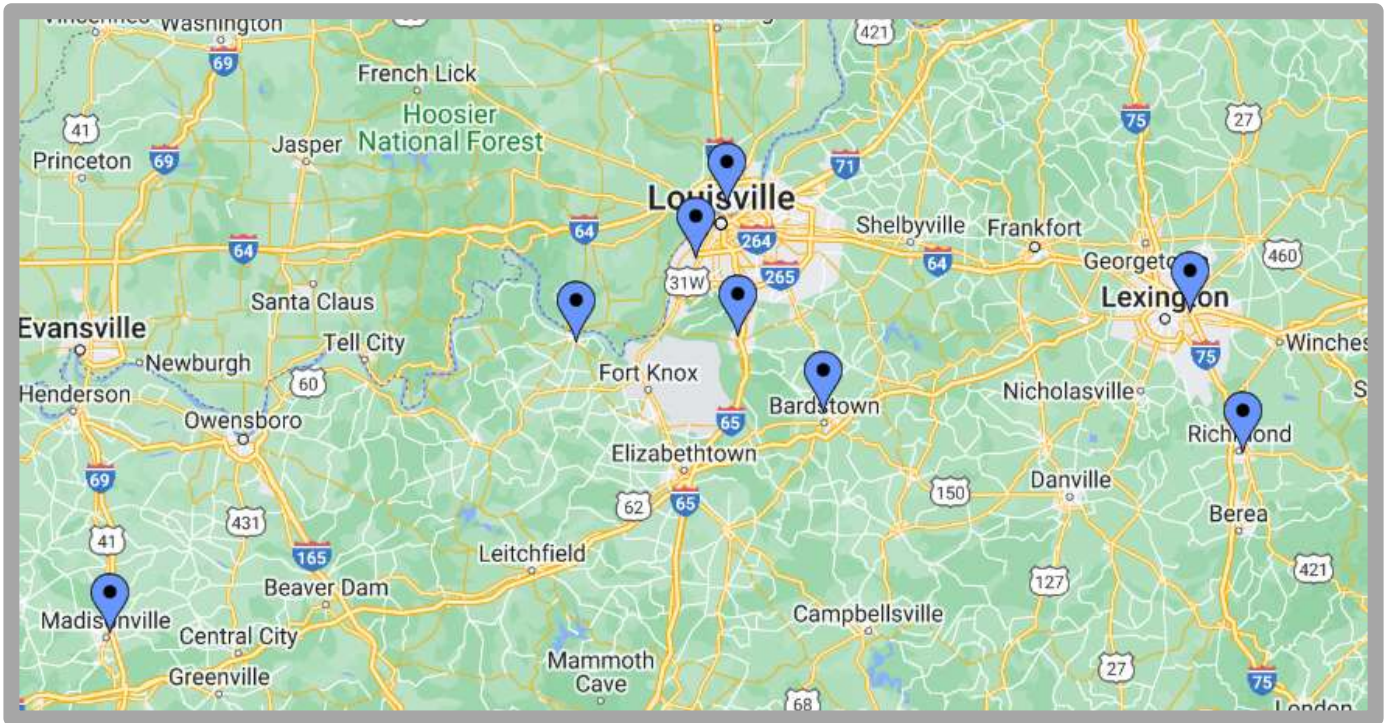 Washington
421
69
French Lick
Hoosier
National Forest
41
75
27
Jasper
Princeton
69
71
Louisville
Shelbyville
Frankfort
64
264
64
64
460
265
31W
Santa Claus
Lexington
Evansville
Tell City
Newburgh
60
75
Fort Knox
Henderson
Nicholasville
Bardstown
Owensboro
65
Richmond
Elizabethtown
69
Danville
150
65
62
Berea
431
41
165
Leitchfield
421
127
Beaver Dam
Madisonville
Campbellsville
Central City
Mammoth
Cave
Greenville
27
75
68
London